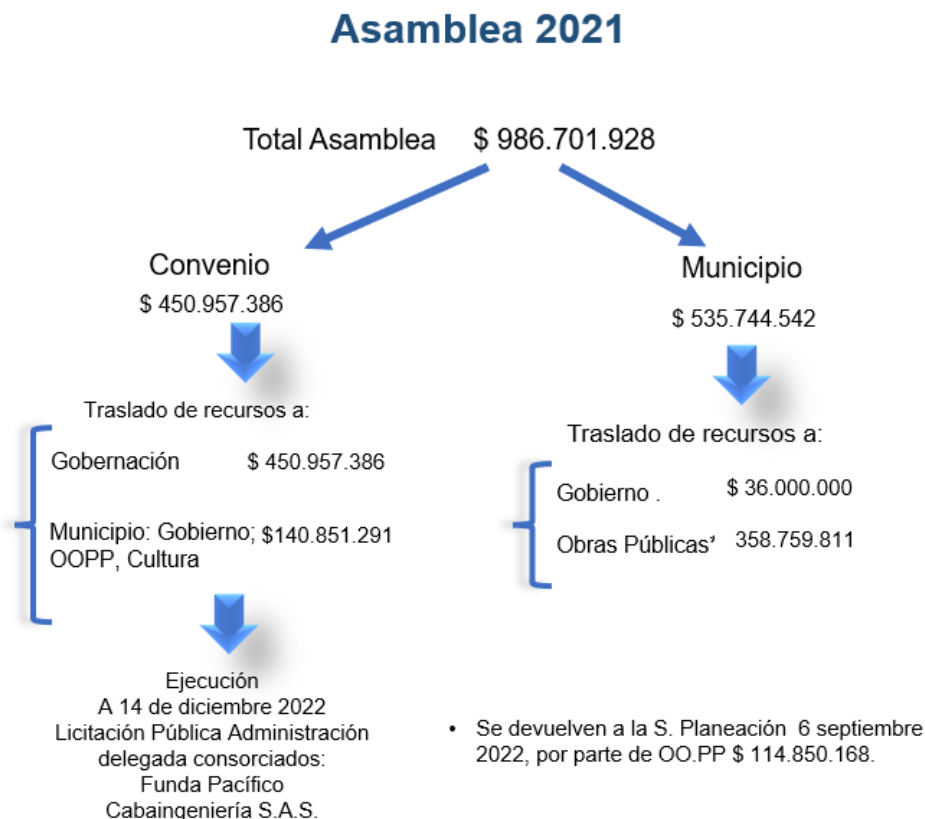 Asamblea 2021
Total Asamblea $ 986.701.928
Convenio
$ 450.957.386
Traslado de recursos a:
Gobernación $ 450.957.386
Municipio: Gobierno; $140.851.291
OOPP, Cultura
Ejecución
A 14 de diciembre 2022
Licitación Pública Administración
delegada consorciados:
Funda Pacífico
Cabaingeniería S.A.S.
Municipio
$ 535.744.542
Traslado de recursos a:
Gobierno . $ 36.000.000
Obras Públicas* 358.759.811
• Se devuelven a la S. Planeación 6 septiembre
2022, por parte de OO.PP $ 114.850.168.